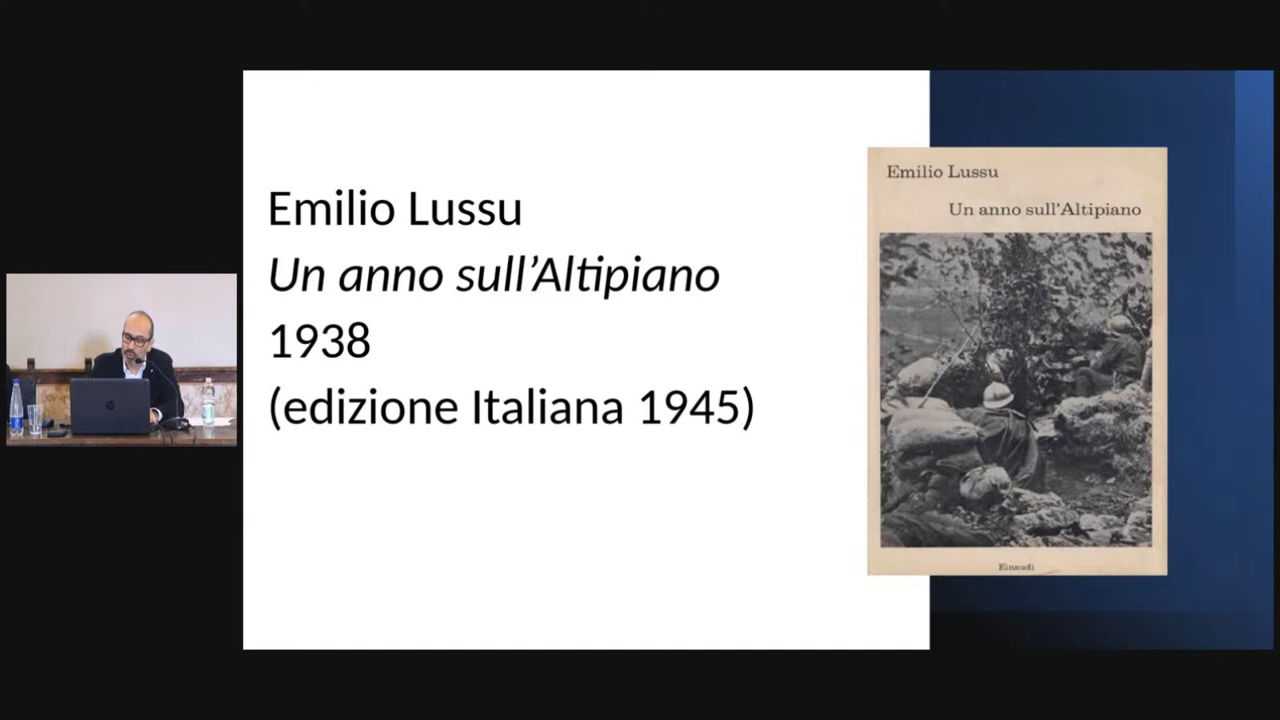 Emilio Lussu
Un anno sull’Altipiano
1938
(edizione Italiana 1945)
Emilio Lussu
Un anno sull'Altipiano
Einaudi